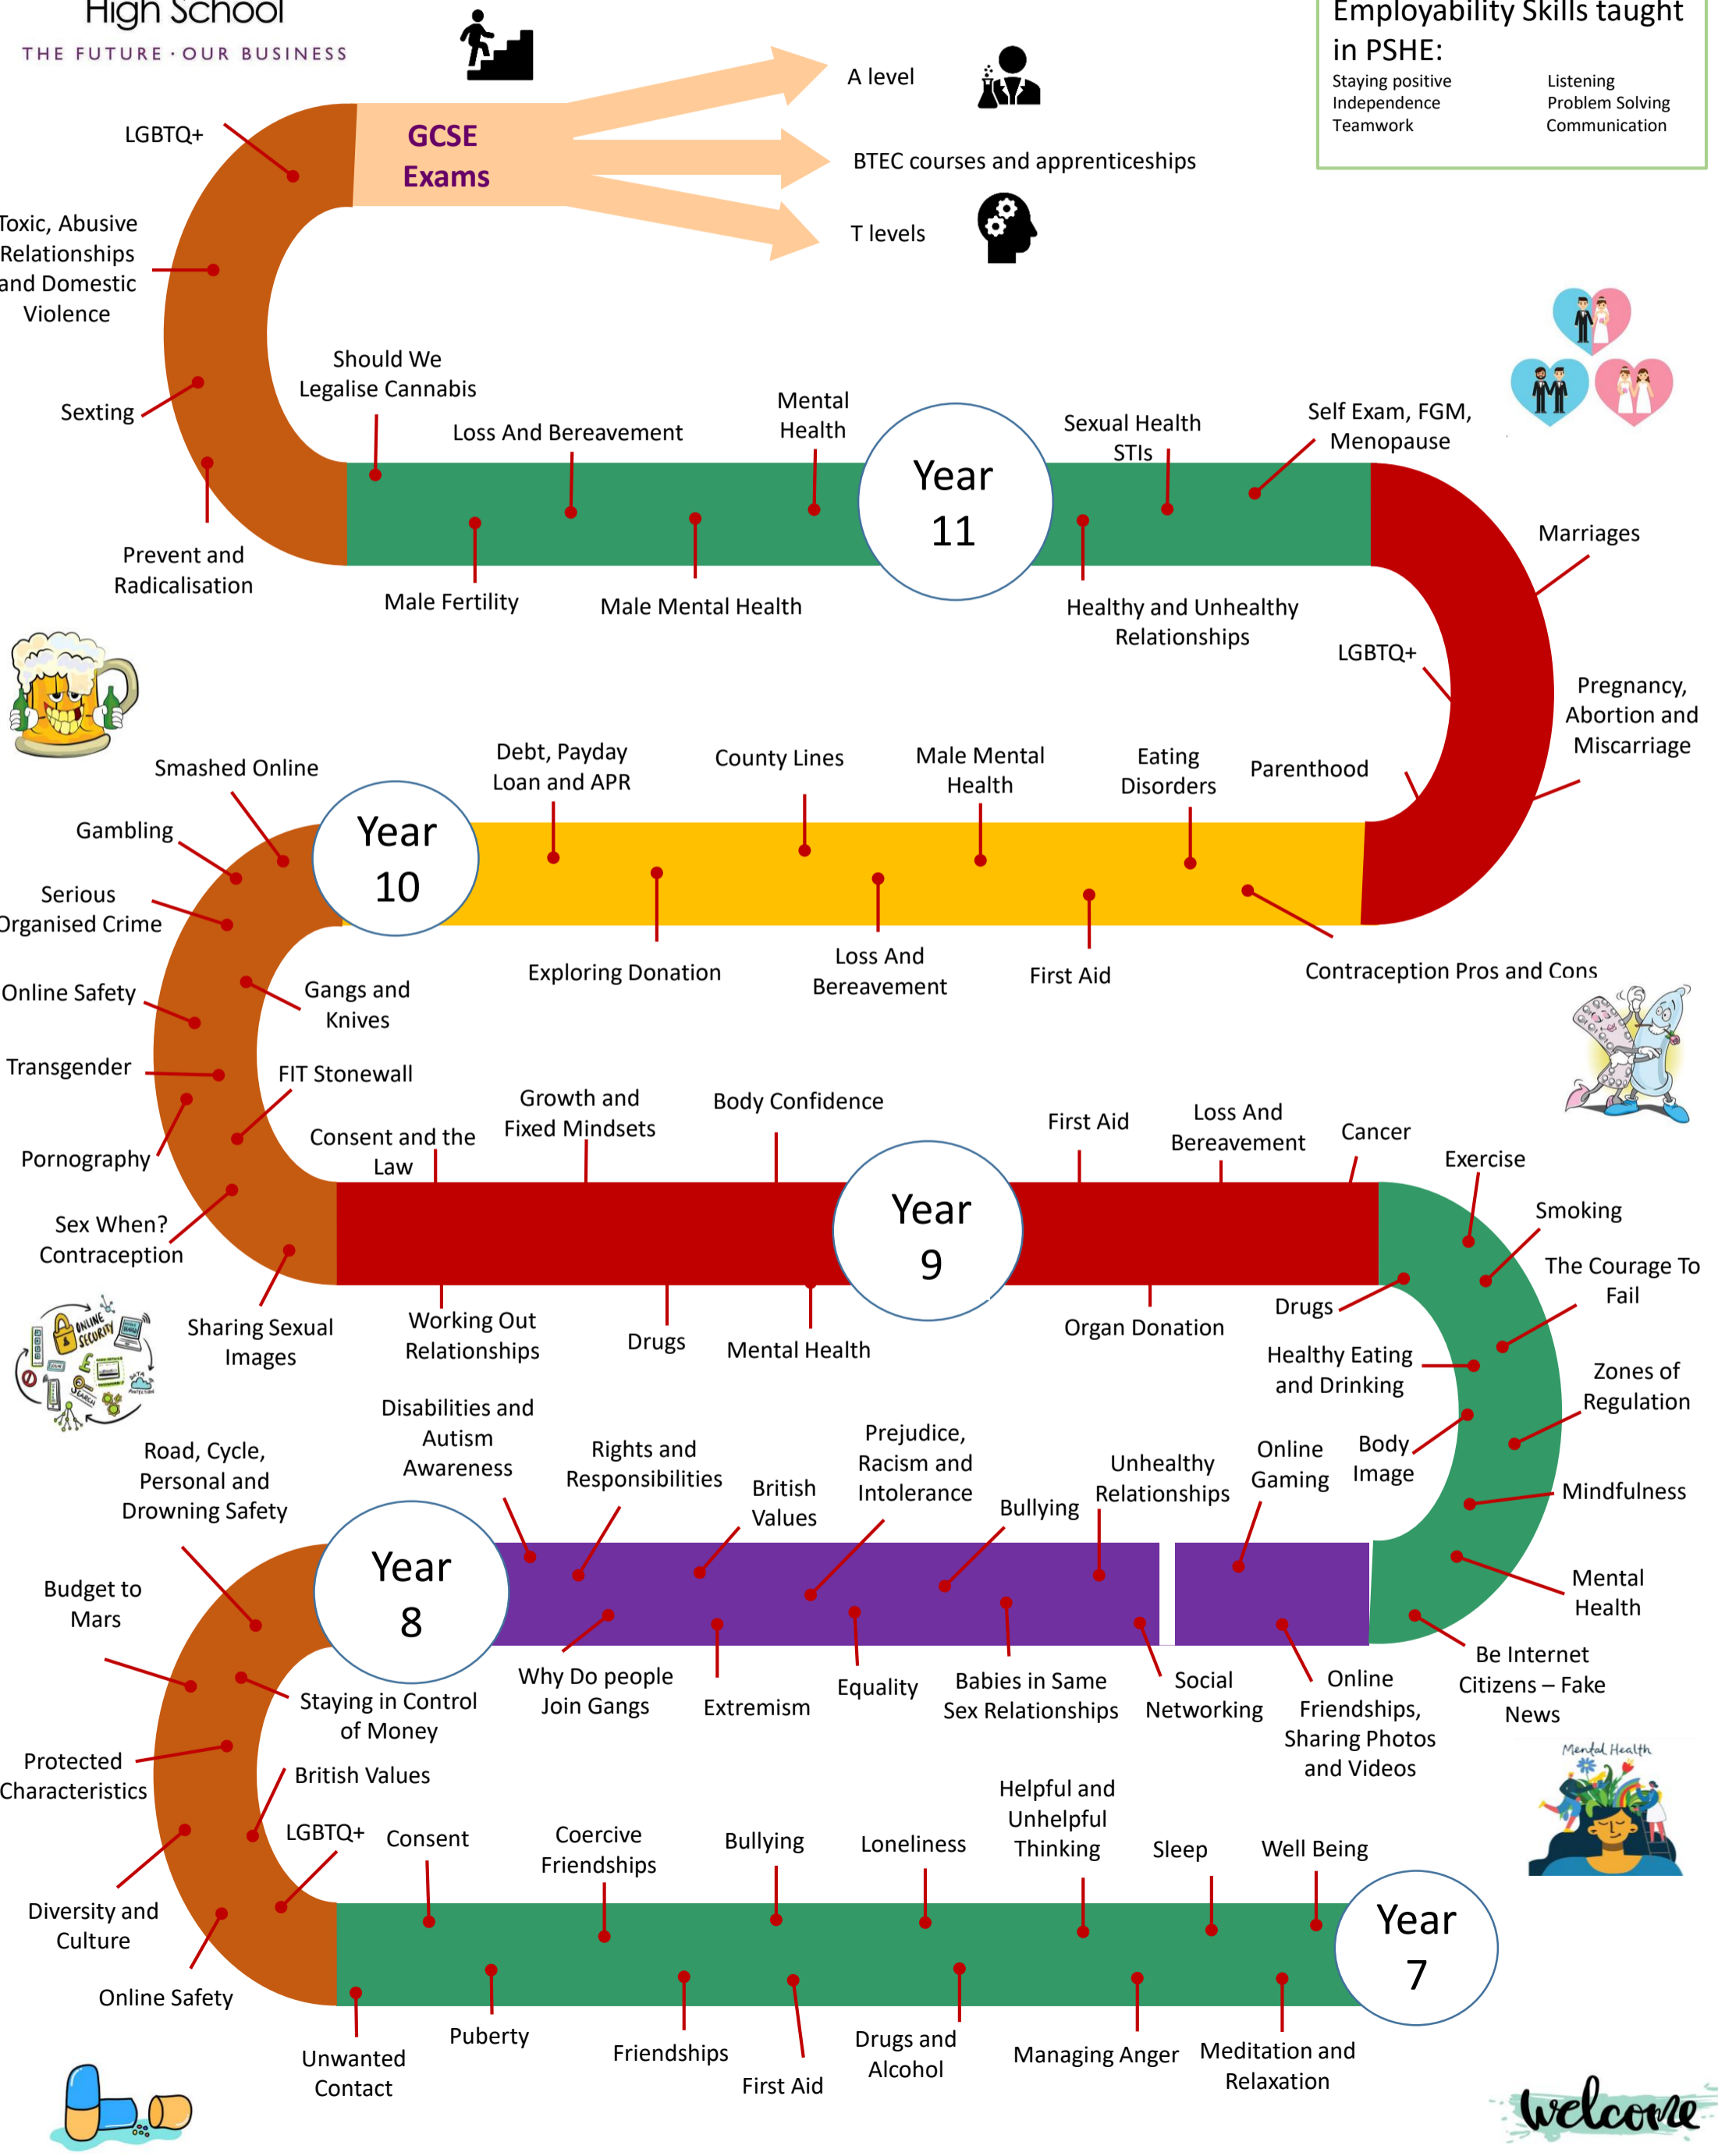 High School
THE FUTURE · OUR BUSINESS
Employability Skills taught
in PSHE:
Staying positive
Listening
Independence
Problem Solving
Teamwork
Communication
A level
GCSE
Exams
BTEC courses and apprenticeships
T levels
LGBTQ+
Toxic, Abusive
Relationships
and Domestic
Violence
Sexting
Prevent and
Radicalisation
Should We
Legalise Cannabis
Loss And Bereavement
Mental
Health
Male Fertility
Male Mental Health
Year
11
Sexual Health
STIs
Self Exam, FGM,
Menopause
Healthy and Unhealthy
Relationships
Marriages
LGBTQ+
Pregnancy,
Abortion and
Miscarriage
Parenthood
Eating
Disorders
Male Mental
Health
County Lines
Debt, Payday
Loan and APR
Contraception Pros and Cons
First Aid
Loss And
Bereavement
Exploring Donation
Year
10
Smashed Online
Gambling
Serious
Organised Crime
Online Safety
Gangs and
Knives
Transgender
FIT Stonewall
Pornography
Sex When?
Contraception
Sharing Sexual
Images
Consent and the
Law
Growth and
Fixed Mindsets
Body Confidence
Working Out
Relationships
Drugs
Mental Health
Year
9
First Aid
Loss And
Bereavement
Cancer
Organ Donation
Exercise
Smoking
The Courage To
Fail
Drugs
Healthy Eating
and Drinking
Zones of
Regulation
Body
Image
Mindfulness
Mental
Health
Be Internet
Citizens – Fake
News
ONLINE
SECURITY
SEARCH
DATA
PROTECTION
Online
Gaming
Unhealthy
Relationships
Bullying
Prejudice,
Racism and
Intolerance
British
Values
Rights and
Responsibilities
Disabilities and
Autism
Awareness
Online
Friendships,
Sharing Photos
and Videos
Social
Networking
Babies in Same
Sex Relationships
Equality
Extremism
Why Do people
Join Gangs
Year
8
Road, Cycle,
Personal and
Drowning Safety
Budget to
Mars
Staying in Control
of Money
Protected
Characteristics
British Values
LGBTQ+
Diversity and
Culture
Online Safety
Mental Health
Consent
Coercive
Friendships
Bullying
Loneliness
Helpful and
Unhelpful
Thinking
Sleep
Well Being
Year
7
Unwanted
Contact
Puberty
Friendships
First Aid
Drugs and
Alcohol
Managing Anger
Meditation and
Relaxation
welcome